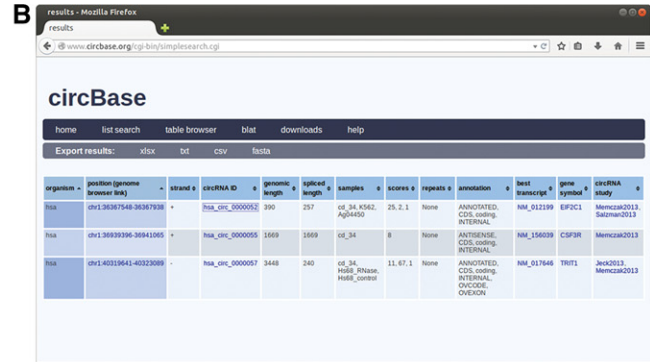 B
results - Mozilla Firefox
results
www.circbase.org/cgi-bin/simplesearch.cgi
circBase
home list search table browser blat downloads help
Export results: xlsx txt csv fasta
organism position (genome browser link) strand circRNA ID genomic length spliced length samples scores repeats annotation best transcript gene symbol circRNA study
hsa chr1:36367548-36367938 + hsa_circ_0000052 390 257 cd_34, K562, Ag04450 25, 2, 1 None ANNOTATED, CDS, coding, INTERNAL NM_012199 EIF2C1 Memczak2013, Salzman2013
hsa chr1:36939396-36941065 + hsa_circ_0000055 1669 1669 cd_34 8 None ANTISENSE, CDS, coding, INTERNAL NM_156039 CSF3R Memczak2013
hsa chr1:40319641-40323089 - hsa_circ_0000057 3448 240 cd_34, Hs68_RNase, Hs68_control 11, 67, 1 None ANNOTATED, CDS, coding, INTERNAL, OVCODE, OVEXON NM_017646 TRIT1 Jeck2013, Memczak2013